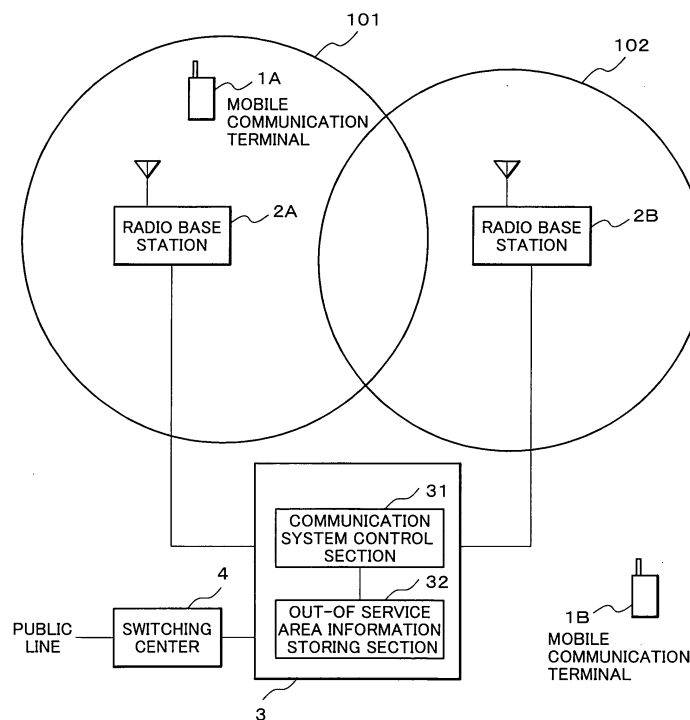 101
102
1A
MOBILE
COMMUNICATION
TERMINAL
2A
RADIO BASE
STATION
2B
RADIO BASE
STATION
31
COMMUNICATION
SYSTEM CONTROL
SECTION
32
OUT-OF SERVICE
AREA INFORMATION
STORING SECTION
3
4
SWITCHING
CENTER
PUBLIC
LINE
1B
MOBILE
COMMUNICATION
TERMINAL